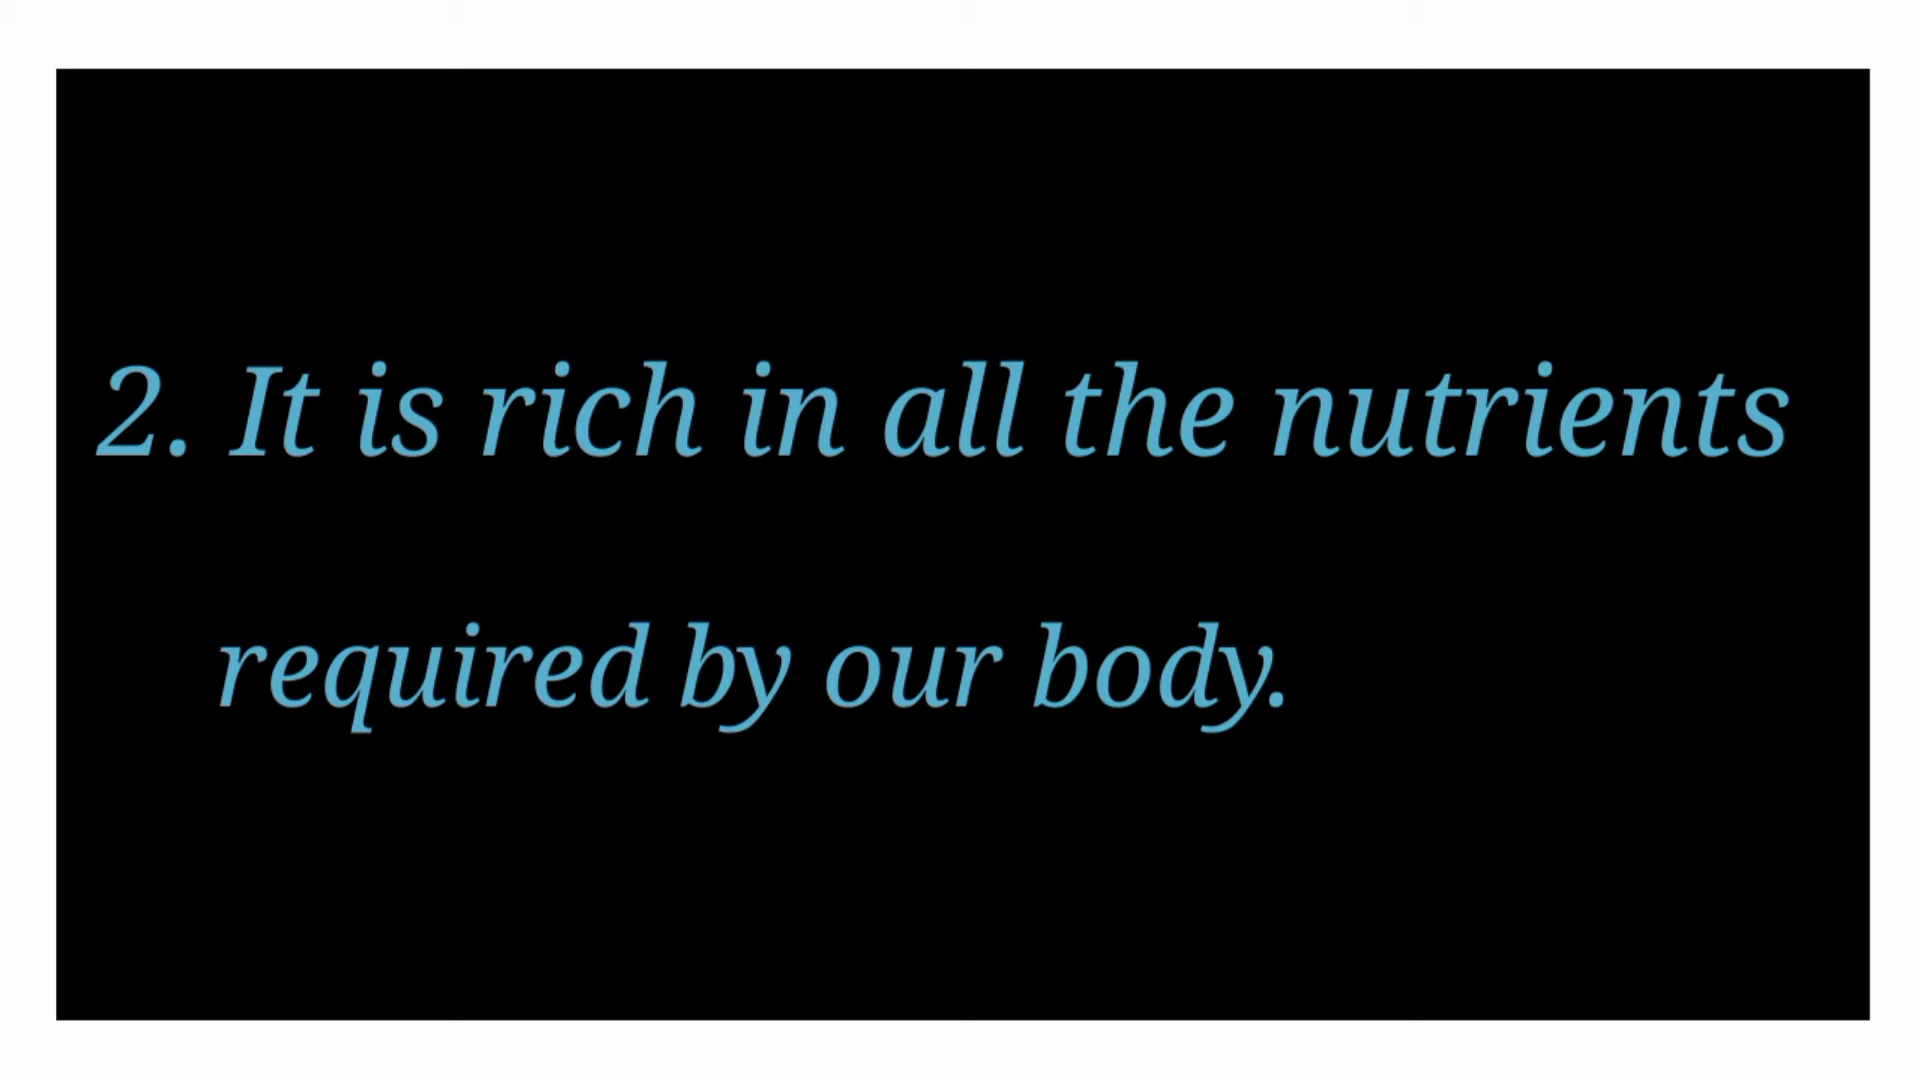 2. It is rich in all the nutrients
required by our body.